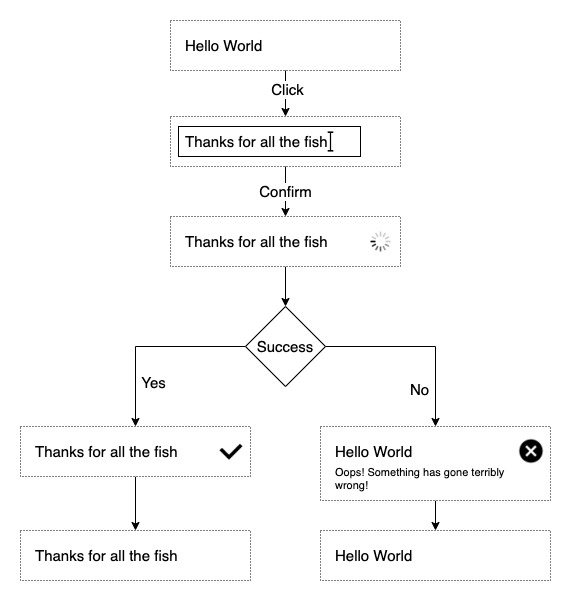 Hello World
Click
Thanks for all the fish
Confirm
Thanks for all the fish
Success
Yes
No
Thanks for all the fish
Hello World
Oops! Something has gone terribly
wrong!
Thanks for all the fish
Hello World